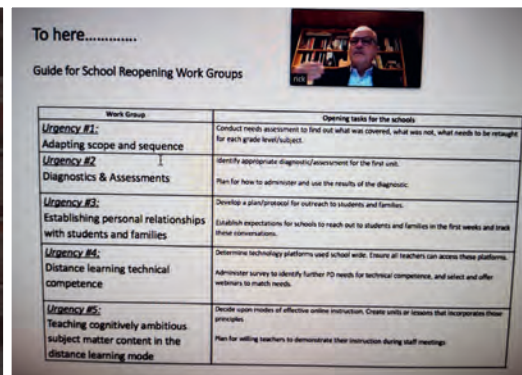 To here............
rick
Guide for School Reopening Work Groups
Work Group
Opening tasks for the schools
Urgency #1:
Adapting scope and sequence
Conduct needs assessment to find out what was covered, what was not, what needs to be retaught
for each grade level/subject.
Urgency #2
Diagnostics & Assessments
Identify appropriate diagnostic/assessment for the first unit.
Plan for how to administer and use the results of the diagnostic.
Urgency #3:
Establishing personal relationships
with students and families
Develop a plan/protocol for outreach to students and families.
Establish expectations for schools to reach out to students and families in the first weeks and track
these conversations.
Urgency #4:
Distance learning technical
competence
Determine technology platforms used school wide. Ensure all teachers can access these platforms.
Administer survey to identify further PD needs for technical competence, and select and offer
webinars to match needs.
Urgency #5:
Teaching cognitively ambitious
subject matter content in the
distance learning mode
Decide upon modes of effective online instruction. Create units or lessons that incorporates those
principles
Plan for willing teachers to demonstrate their instruction during staff meetings